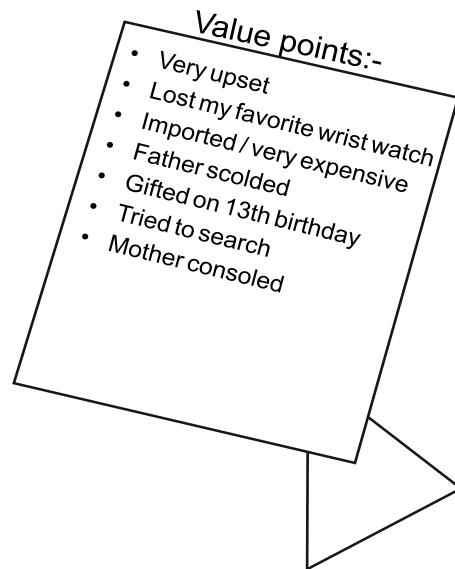 Value points:-
• Very upset
• Lost my favorite wrist watch
• Imported / very expensive
• Father scolded
• Gifted on 13th birthday
• Tried to search
• Mother consoled